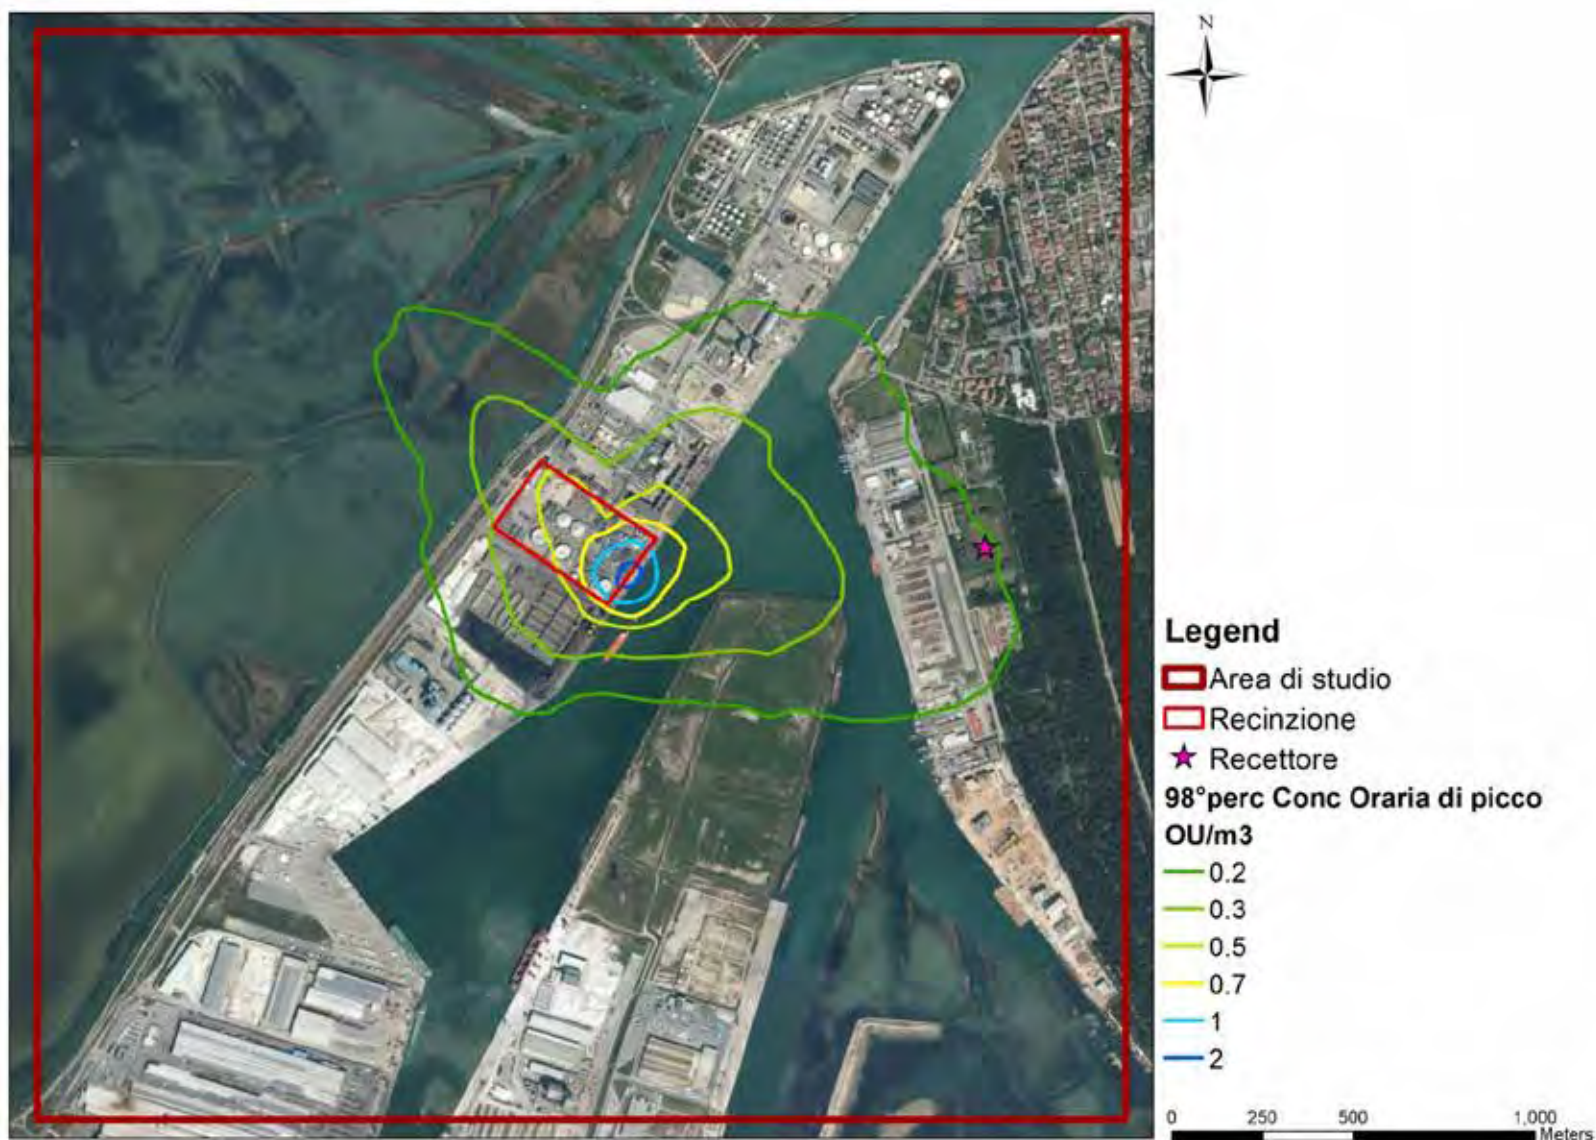 N
Legend
Area di studio
Recinzione
Recettore
98°perc Conc Oraria di picco
OU/m3
0.2
0.3
0.5
0.7
1
2
0 250 500 1,000
Meters